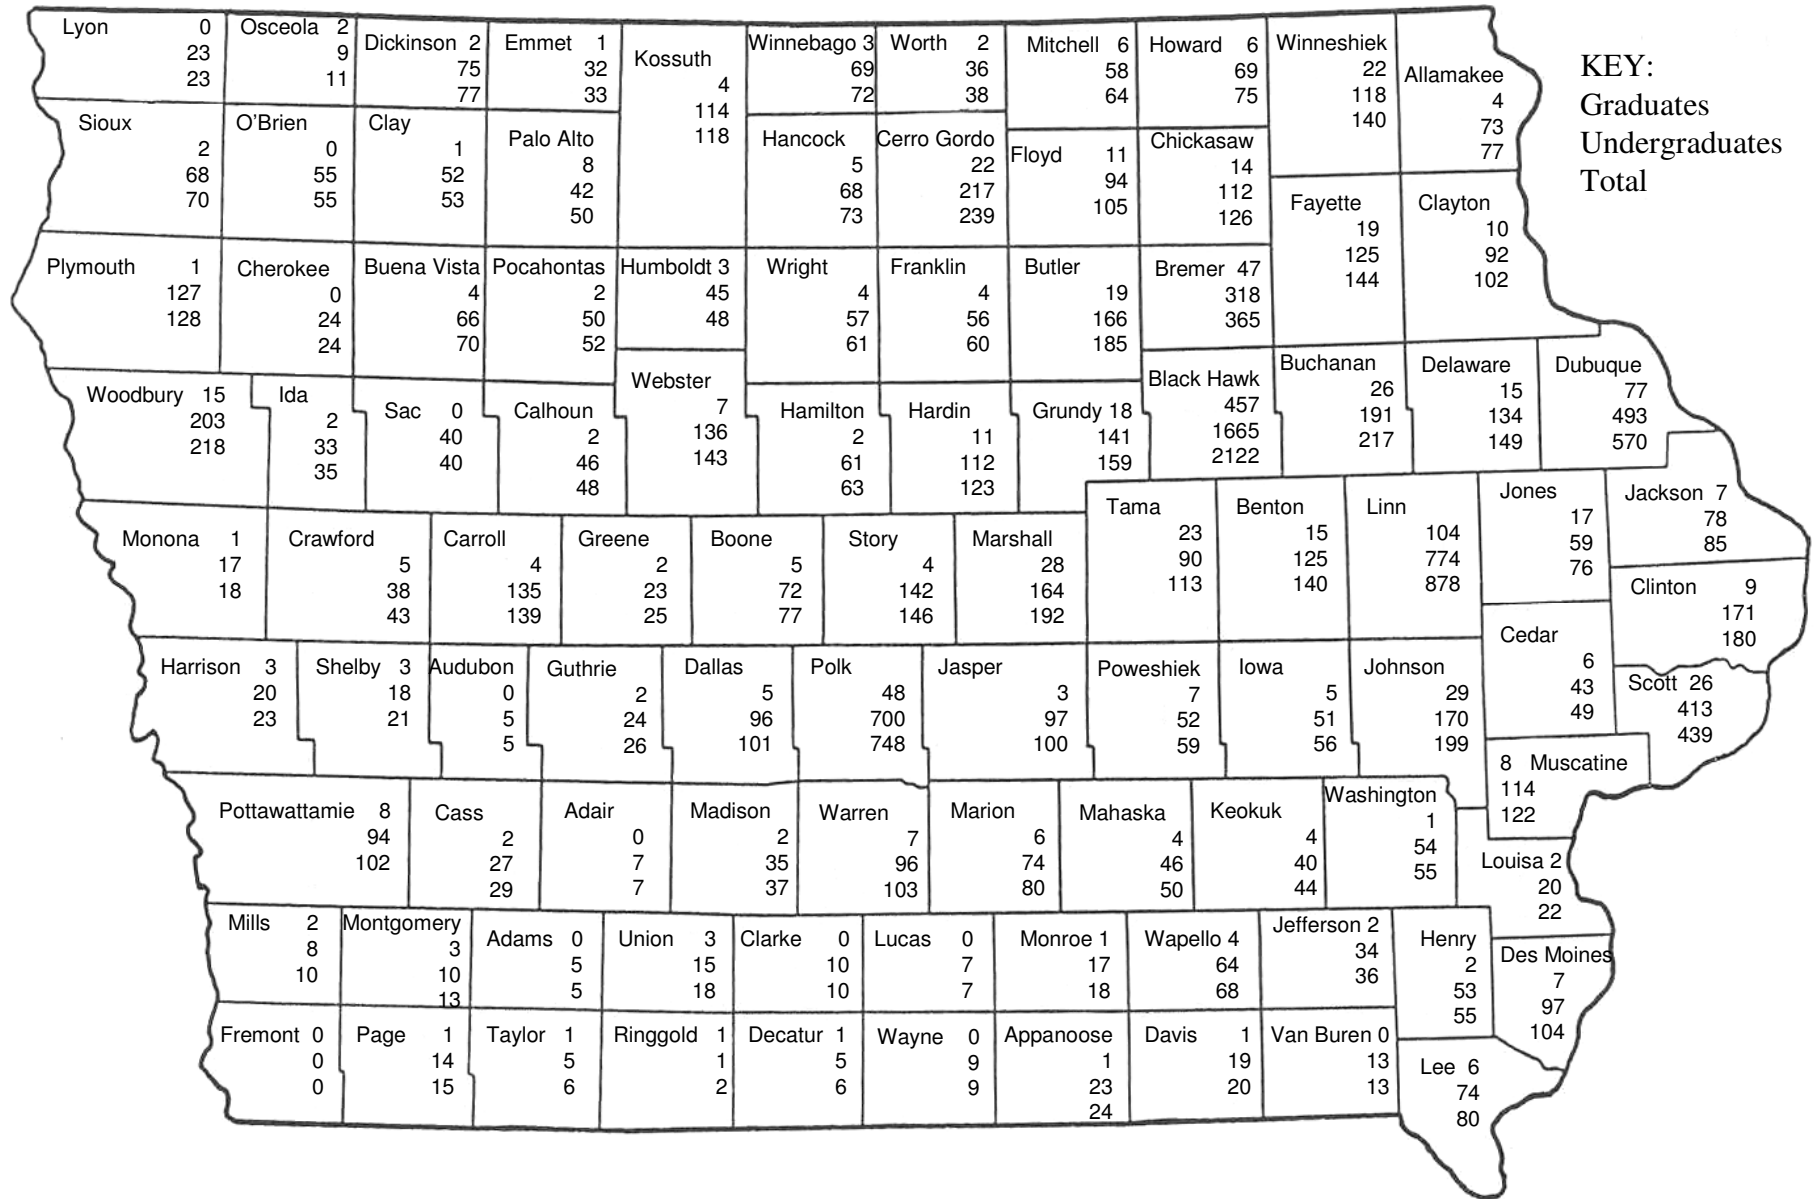 Lyon 0
23
23
Osceola 2
9
11
Dickinson 2
75
77
Emmet 1
32
33
Kossuth
4
114
118
Winnebago 3
69
72
Worth 2
36
38
Mitchell 6
58
64
Howard 6
69
75
Winneshiek
22
118
140
Allamakee
4
73
77
KEY:
Graduates
Undergraduates
Total
Sioux
2
68
70
O'Brien
0
55
55
Clay
1
52
53
Palo Alto
8
42
50
Hancock
5
68
73
Cerro Gordo
22
217
239
Floyd 11
94
105
Chickasaw
14
112
126
Fayette
19
125
144
Clayton
10
92
102
Plymouth 1
127
128
Cherokee
0
24
24
Buena Vista
4
66
70
Pocahontas
2
50
52
Humboldt 3
45
48
Wright
4
57
61
Franklin
4
56
60
Butler
19
166
185
Bremer 47
318
365
Woodbury 15
203
218
Ida
2
33
35
Sac 0
40
40
Calhoun
2
46
48
Webster
7
136
143
Hamilton
2
61
63
Hardin
11
112
123
Grundy 18
141
159
Black Hawk
457
1665
2122
Buchanan
26
191
217
Delaware
15
134
149
Dubuque
77
493
570
Monona 1
17
18
Crawford
5
38
43
Carroll
4
135
139
Greene
2
23
25
Boone
5
72
77
Story
4
142
146
Marshall
28
164
192
Tama
23
90
113
Benton
15
125
140
Linn
104
774
878
Jones
17
59
76
Jackson 7
78
85
Clinton 9
171
180
Harrison 3
20
23
Shelby 3
18
21
Audubon
0
5
5
Guthrie
2
24
26
Dallas
5
96
101
Polk
48
700
748
Jasper
3
97
100
Poweshiek
7
52
59
Iowa
5
51
56
Johnson
29
170
199
Cedar
6
43
49
Scott 26
413
439
8 Muscatine
114
122
Pottawattamie 8
94
102
Cass
2
27
29
Adair
0
7
7
Madison
2
35
37
Warren
7
96
103
Marion
6
74
80
Mahaska
4
46
50
Keokuk
4
40
44
Washington
1
54
55
Louisa 2
20
22
Mills 2
8
10
Montgomery
3
10
13
Adams 0
5
5
Union 3
15
18
Clarke 0
10
10
Lucas 0
7
7
Monroe 1
17
18
Wapello 4
64
68
Jefferson 2
34
36
Henry
2
53
55
Des Moines
7
97
104
Fremont 0
0
0
Page 1
14
15
Taylor 1
5
6
Ringgold 1
1
2
Decatur 1
5
6
Wayne 0
9
9
Appanoose
1
23
24
Davis 1
19
20
Van Buren 0
13
13
Lee 6
74
80